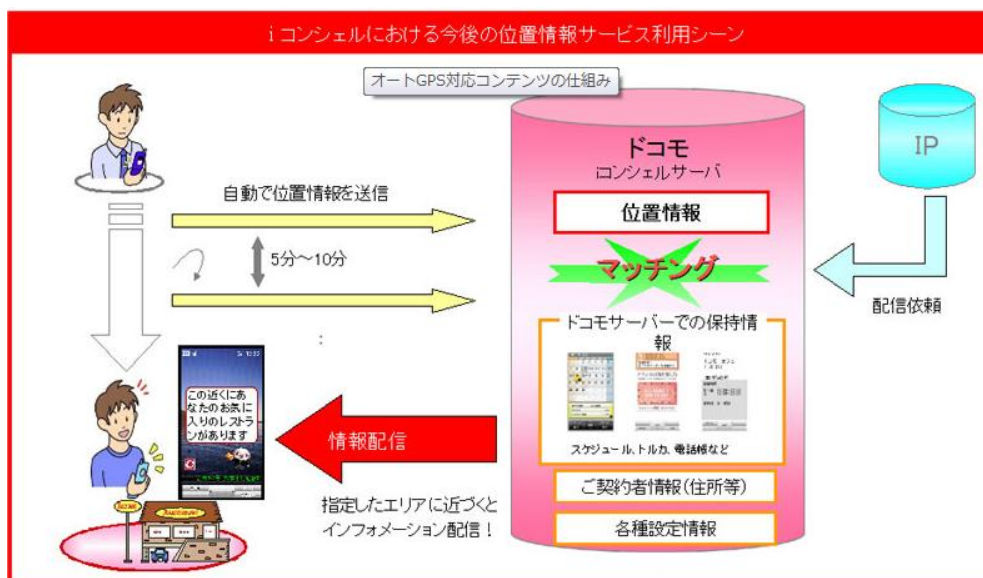 iコンシェルにおける今後の位置情報サービス利用シーン
オートGPS対応コンテンツの仕組み
ドコモ
iコンシェルサーバ
IP
自動で位置情報を送信
位置情報
5分～10分
マッチング
配信依頼
ドコモサーバーでの保持情
報
:
この近くにあ
なたのお気に
入りのレストラ
ンがあります
情報配信
スケジュール、トルカ、電話帳など
指定したエリアに近づくと
インフォメーション配信！
ご契約者情報(住所等)
各種設定情報